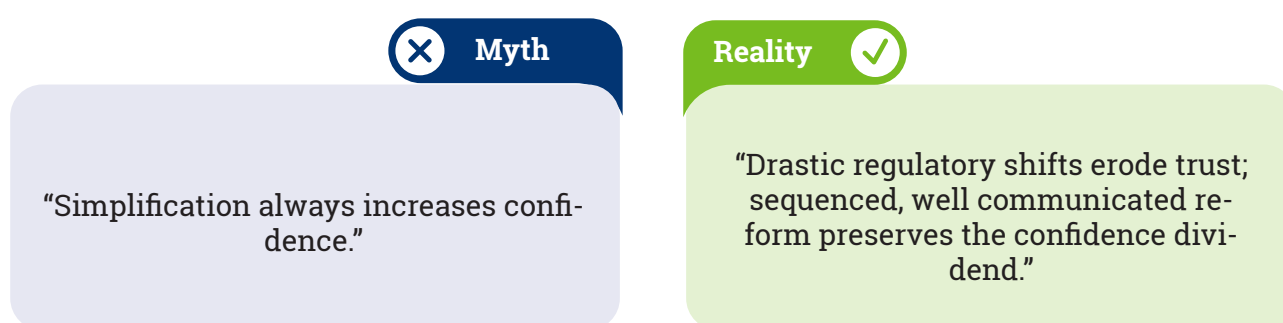 Myth
“Simplification always increases confi-
dence.”
Reality
“Drastic regulatory shifts erode trust;
sequenced, well communicated re-
form preserves the confidence divi-
dend.”